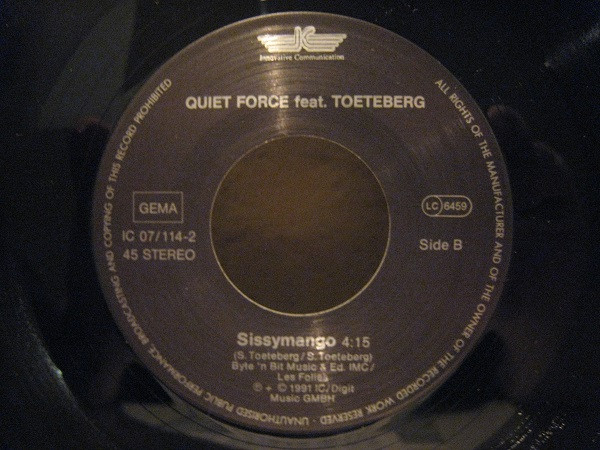 IC
Innovative Communication
QUIET FORCE feat. TOETEBERG
GEMA
IC 07/114-2
45 STEREO
LC 6459
Side B
Sissymango 4:15
(S. Toeteberg / S. Toeteberg)
Byte 'n Bit Music & Ed. IMC /
Les Folies
℗ + © 1991 IC/Digit
Music GMBH
ALL RIGHTS OF THE MANUFACTURER AND OF THE OWNER OF THE RECORDED WORK RESERVED - UNAUTHORISED PUBLIC PERFORMANCE, BROADCASTING AND COPYING OF THIS RECORD PROHIBITED